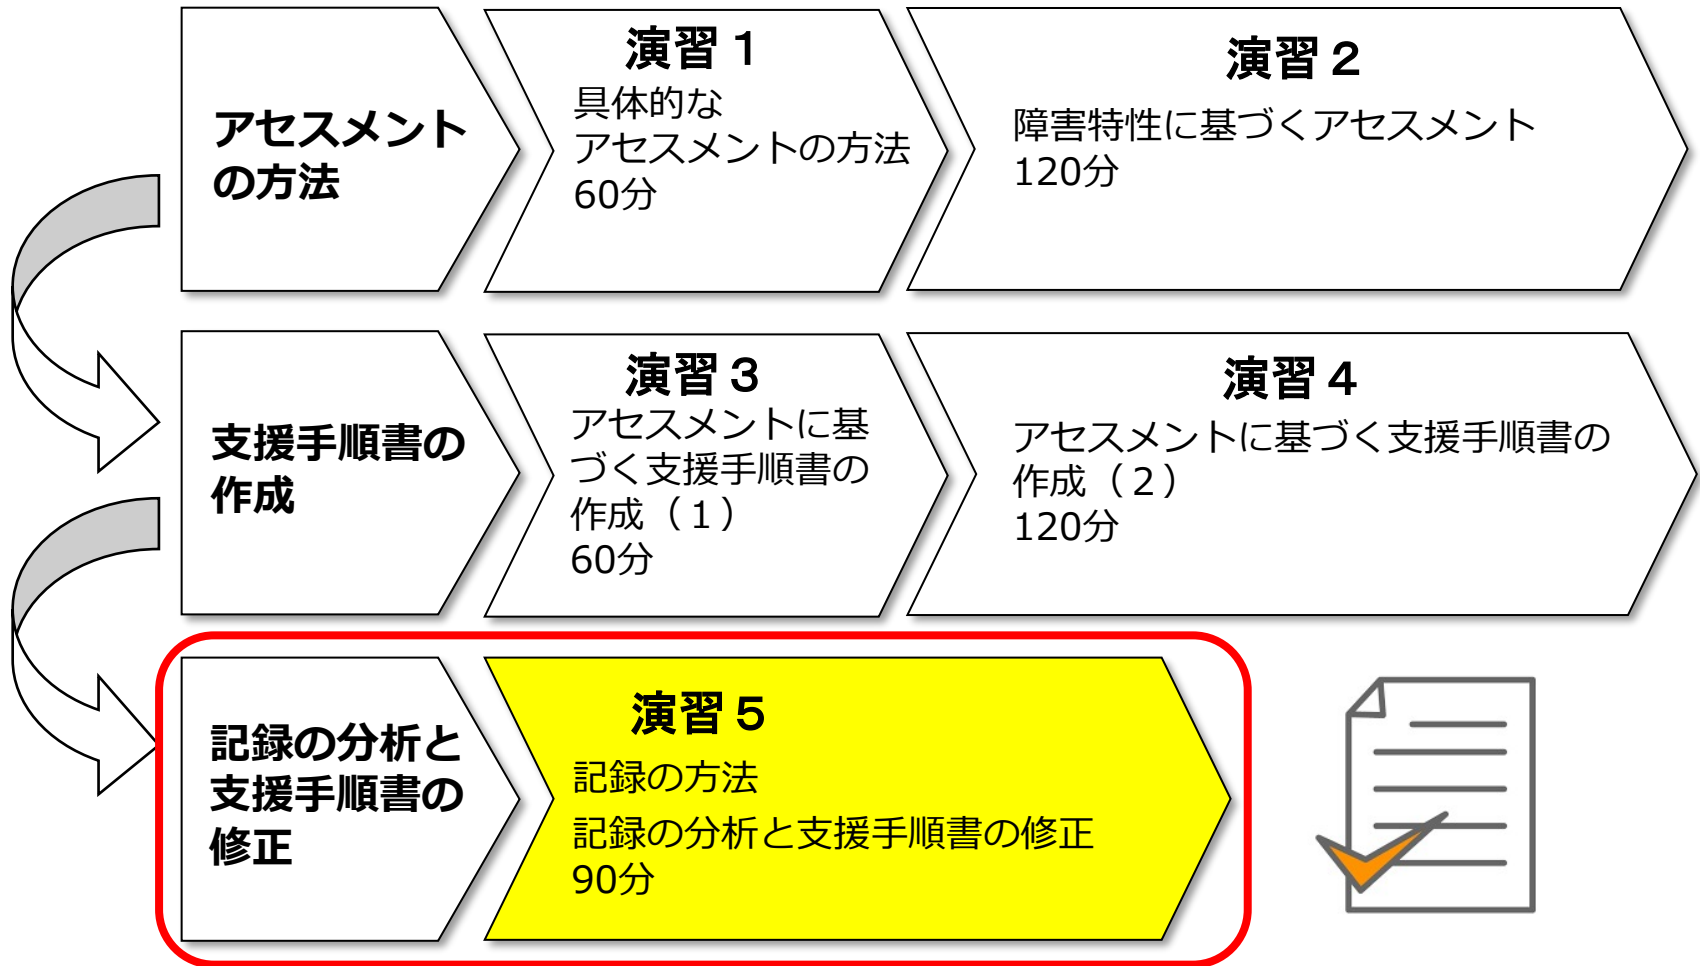 アセスメント
の方法
演習１
具体的な
アセスメントの方法
60分
演習２
障害特性に基づくアセスメント
120分
支援手順書の
作成
演習３
アセスメントに基
づく支援手順書の
作成（１）
60分
演習４
アセスメントに基づく支援手順書の
作成（２）
120分
記録の分析と
支援手順書の
修正
演習５
記録の方法
記録の分析と支援手順書の修正
90分